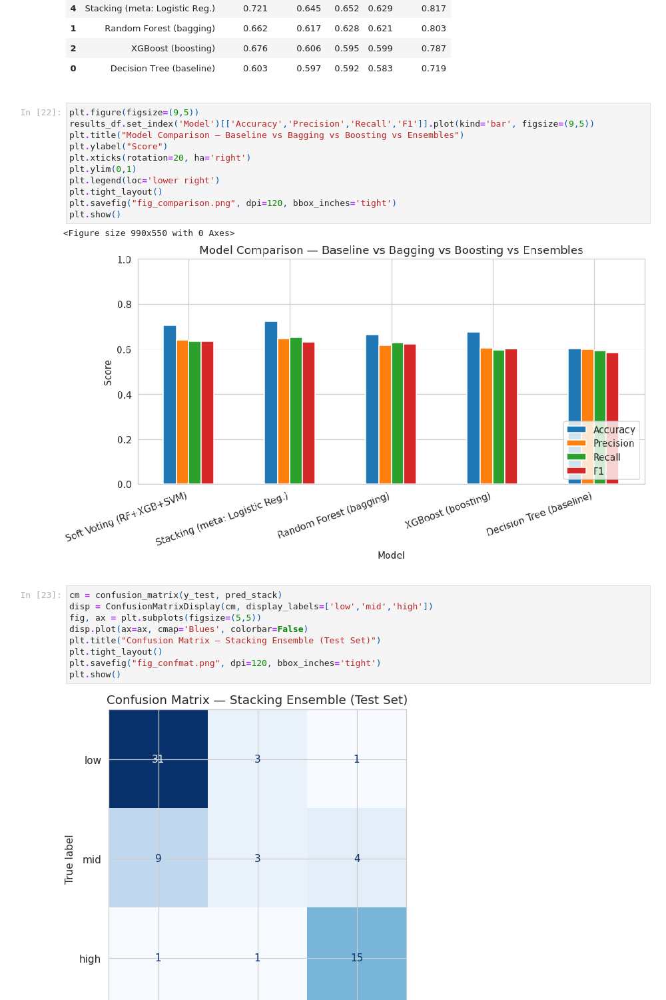 4 Stacking (meta: Logistic Reg.) 0.721 0.645 0.652 0.629 0.817
1 Random Forest (bagging) 0.662 0.617 0.628 0.621 0.803
2 XGBoost (boosting) 0.676 0.606 0.595 0.599 0.787
0 Decision Tree (baseline) 0.603 0.597 0.592 0.583 0.719
In [22]: plt.figure(figsize=(9,5))
results_df.set_index('Model')[['Accuracy','Precision','Recall','F1']].plot(kind='bar', figsize=(9,5))
plt.title("Model Comparison — Baseline vs Bagging vs Boosting vs Ensembles")
plt.ylabel("Score")
plt.xticks(rotation=20, ha='right')
plt.ylim(0,1)
plt.legend(loc='lower right')
plt.tight_layout()
plt.savefig("fig_comparison.png", dpi=120, bbox_inches='tight')
plt.show()
<Figure size 990x550 with 0 Axes>
Model Comparison — Baseline vs Bagging vs Boosting vs Ensembles
1.0
0.8
0.6
0.4
0.2
0.0
Score
Accuracy
Precision
Recall
F1
Soft Voting (RF+XGB+SVM)
Stacking (meta: Logistic Reg.)
Random Forest (bagging)
XGBoost (boosting)
Decision Tree (baseline)
Model
In [23]: cm = confusion_matrix(y_test, pred_stack)
disp = ConfusionMatrixDisplay(cm, display_labels=['low','mid','high'])
fig, ax = plt.subplots(figsize=(5,5))
disp.plot(ax=ax, cmap='Blues', colorbar=False)
plt.title("Confusion Matrix — Stacking Ensemble (Test Set)")
plt.tight_layout()
plt.savefig("fig_confmat.png", dpi=120, bbox_inches='tight')
plt.show()
Confusion Matrix — Stacking Ensemble (Test Set)
low 31 3 1
mid 9 3 4
high 1 1 15
True label